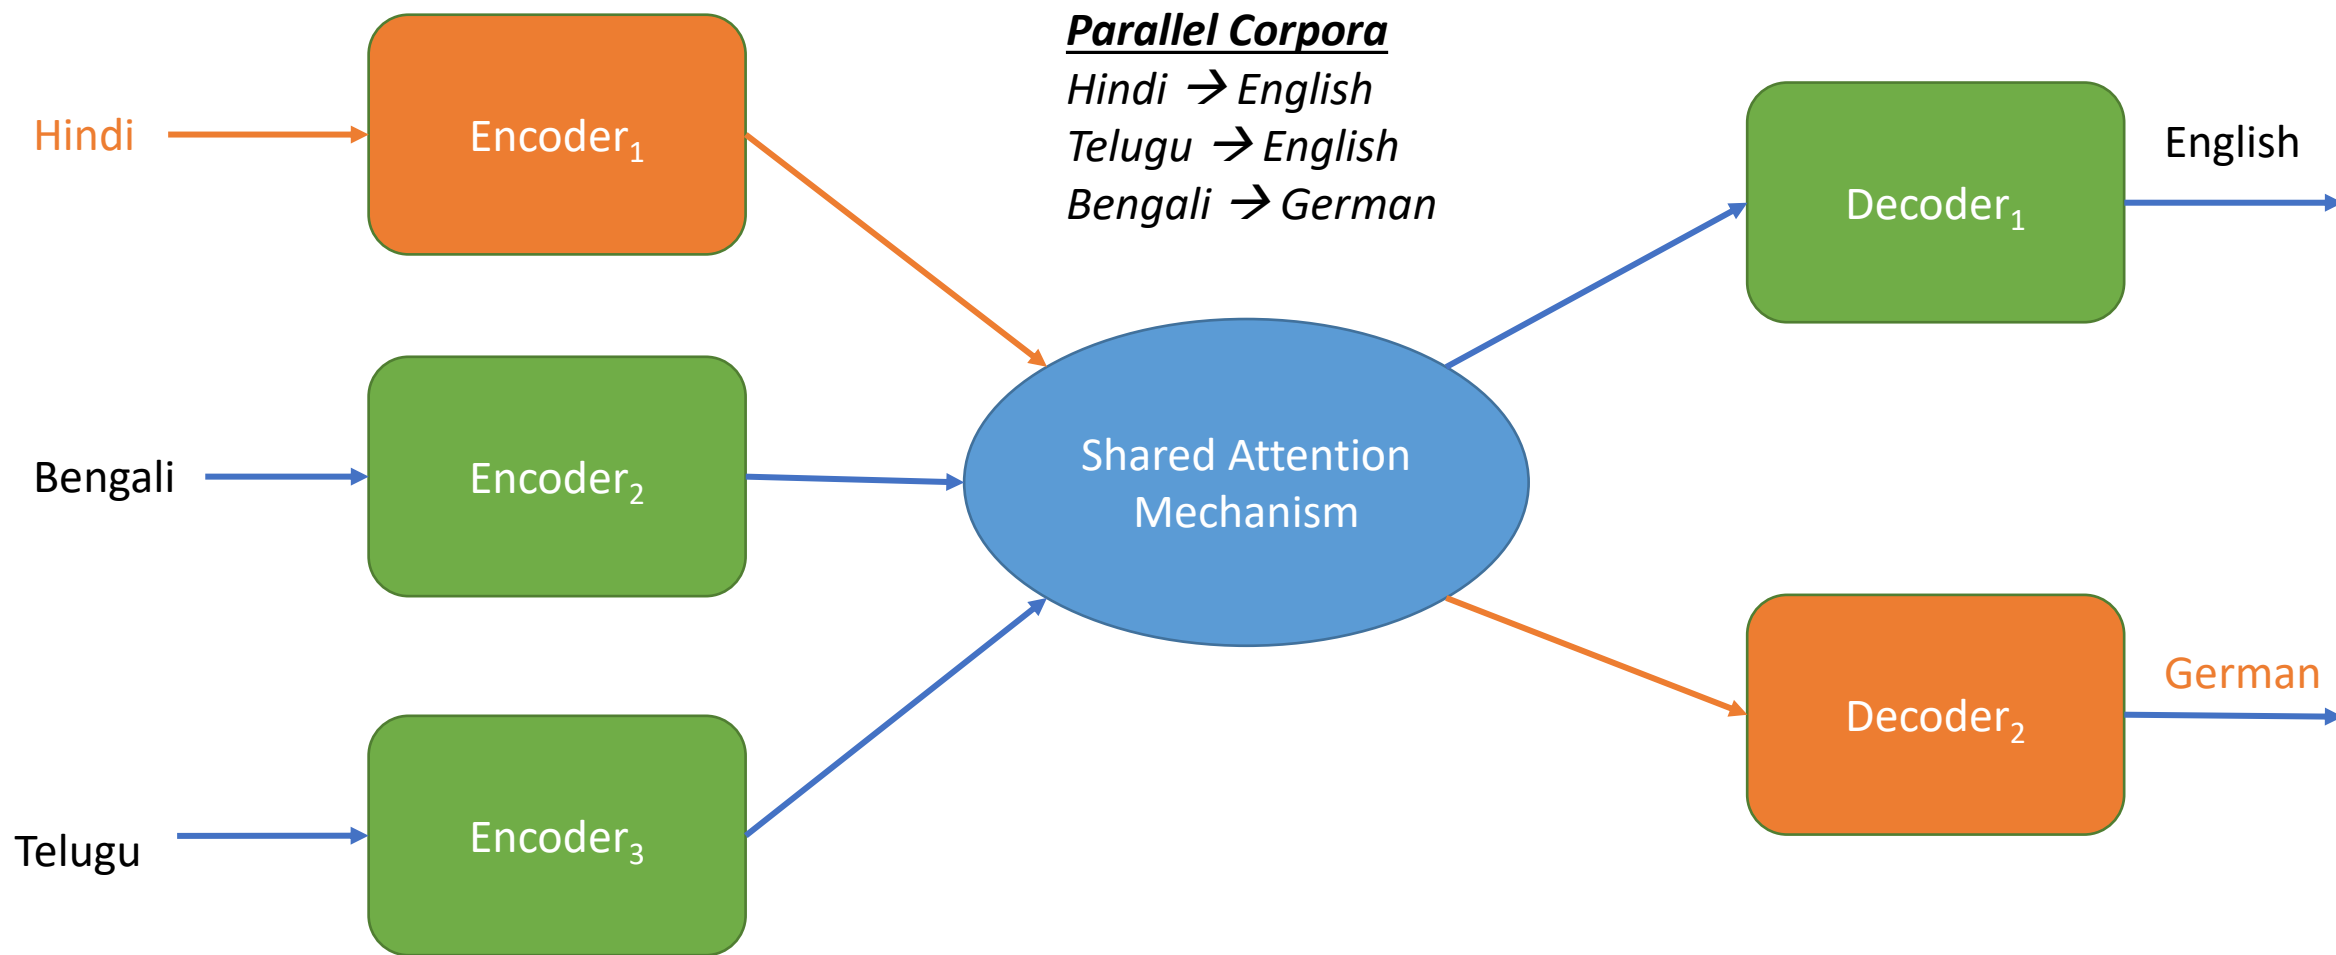 Parallel Corpora
Hindi → English
Telugu → English
Bengali → German
Hindi
Encoder₁
Bengali
Encoder₂
Telugu
Encoder₃
Shared Attention
Mechanism
Decoder₁
English
Decoder₂
German